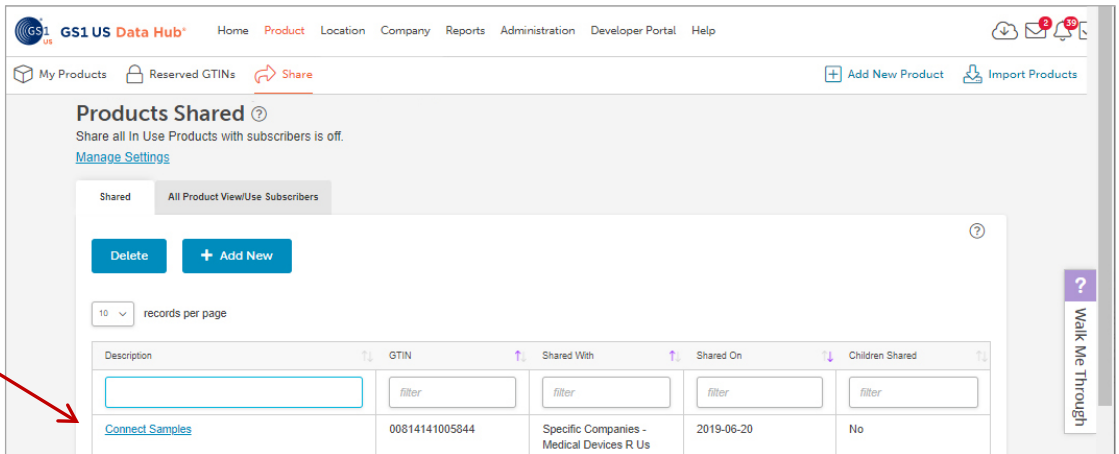 GS1 US GS1 US Data Hub® Home Product Location Company Reports Administration Developer Portal Help 2 39
My Products Reserved GTINs Share Add New Product Import Products
Products Shared ?
Share all In Use Products with subscribers is off.
Manage Settings
Shared All Product View/Use Subscribers
?
Delete + Add New
10 records per page
Description GTIN Shared With Shared On Children Shared
filter filter filter filter
Connect Samples 00814141005844 Specific Companies - 2019-06-20 No
Medical Devices R Us
? Walk Me Through